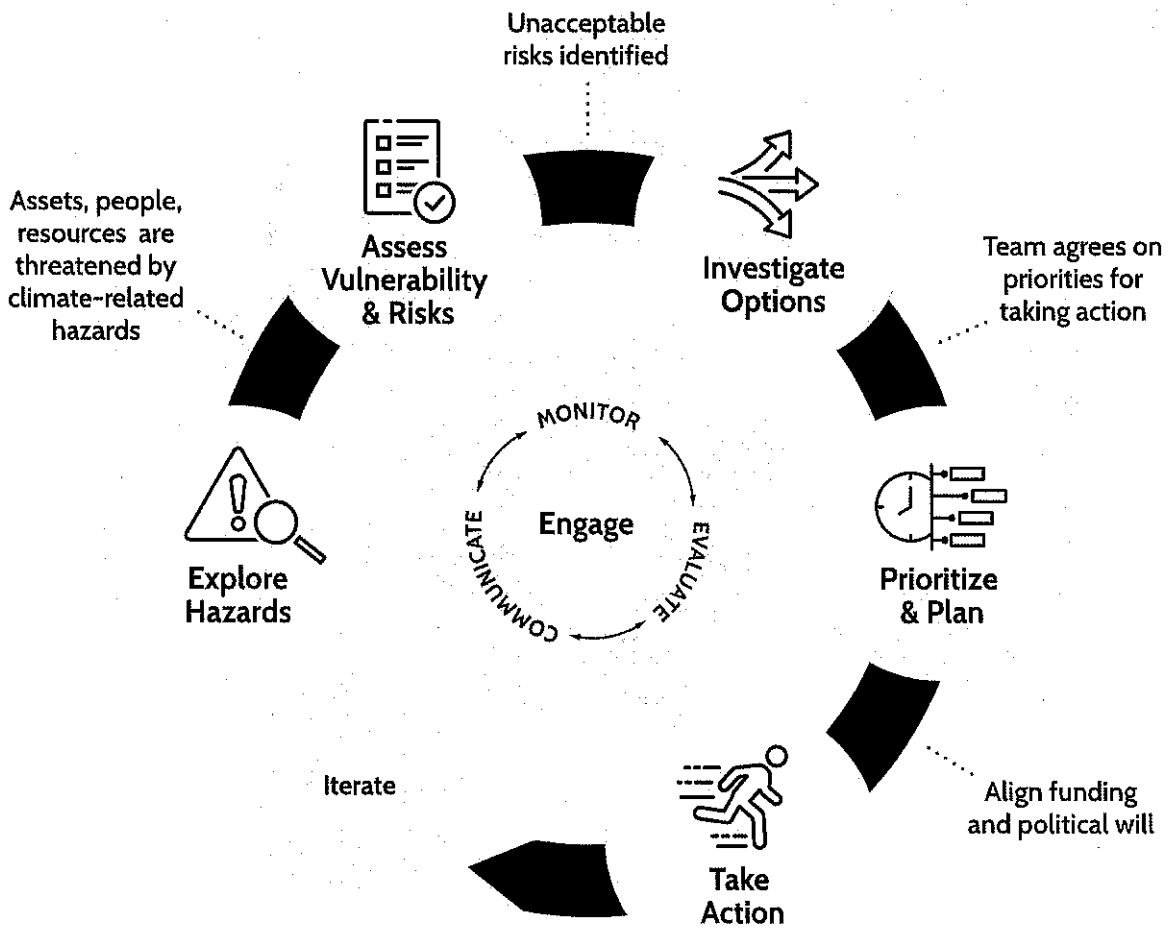 Unacceptable
risks identified
Assess
Vulnerability
& Risks
Investigate
Options
Assets, people,
resources are
threatened by
climate-related
hazards
Team agrees on
priorities for
taking action
MONITOR
EVALUATE
COMMUNICATE
Engage
Explore
Hazards
Prioritize
& Plan
Iterate
Take
Action
Align funding
and political will